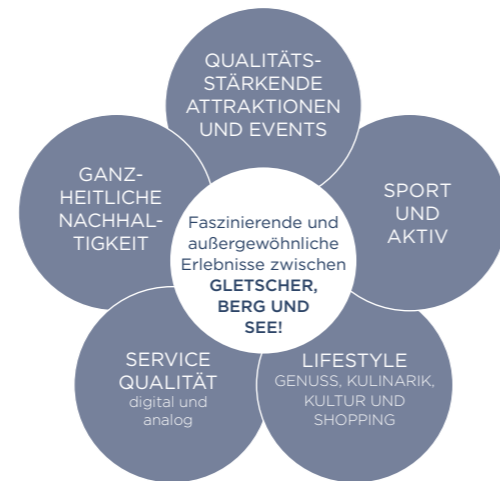 QUALITÄTS-
STÄRKENDE
ATTRAKTIONEN
UND EVENTS
GANZ-
HEITLICHE
NACHHAL-
TIGKEIT
SPORT
UND
AKTIV
Faszinierende und
außergewöhnliche
Erlebnisse zwischen
GLETSCHER,
BERG UND
SEE!
SERVICE
QUALITÄT
digital und
analog
LIFESTYLE
GENUSS, KULINARIK,
KULTUR UND
SHOPPING